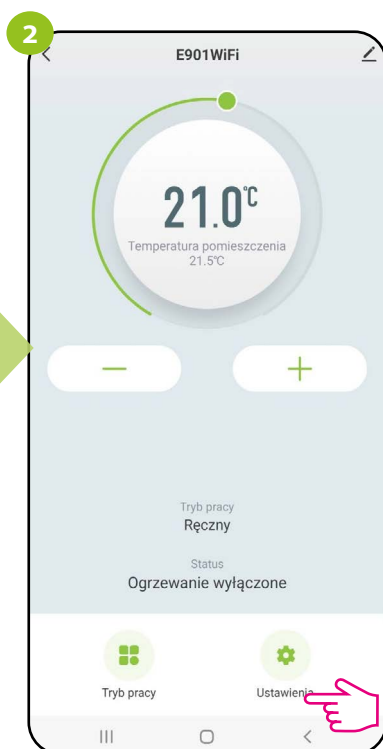 2
E901WiFi
21.0°C
Temperatura pomieszczenia
21.5°C
Tryb pracy
Ręczny
Status
Ogrzewanie wyłączone
Tryb pracy
Ustawienia